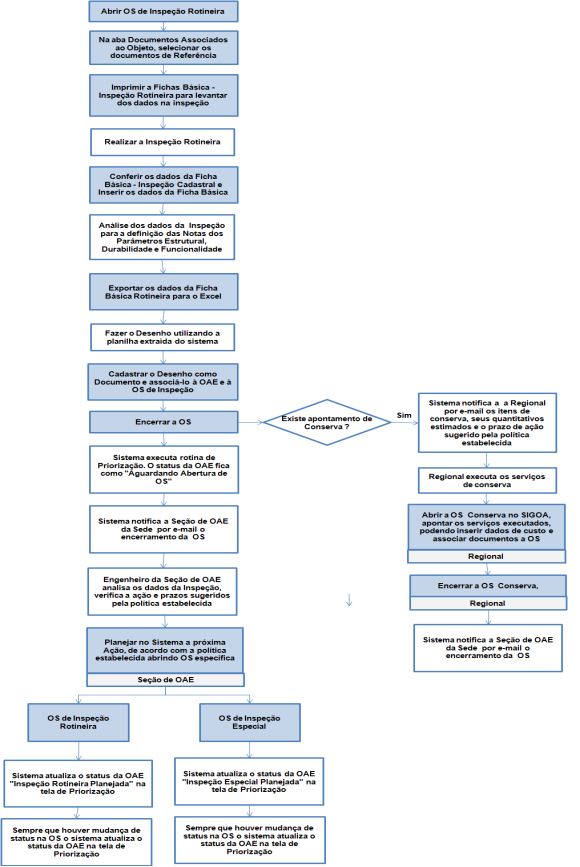 Abrir OS de Inspeção Rotineira
Na aba Documentos Associados
ao Objeto, selecionar os
documentos de Referência
Imprimir a Fichas Básica -
Inspeção Rotineira para levantar
dos dados na inspeção
Realizar a Inspeção Rotineira
Conferir os dados da Ficha
Básica - Inspeção Cadastral e
Inserir os dados da Ficha Básica
Análise dos dados da Inspeção
para a definição das Notas dos
Parâmetros Estrutural,
Durabilidade e Funcionalidade
Exportar os dados da Ficha
Básica Rotineira para o Excel
Fazer o Desenho utilizando a
planilha extraida do sistema
Cadastrar o Desenho como
Documento e associá-lo à OAE e à
OS de Inspeção
Encerrar a OS
Existe apontamento de
Conserva ?
Sim
Sistema notifica a a Regional
por e-mail os itens de
conserva, seus quantitativos
estimados e o prazo de ação
sugerido pela política
estabelecida
Regional executa os serviços
de conserva
Abrir a OS Conserva no SIGOA,
apontar os serviços executados,
podendo inserir dados de custo e
associar documentos a OS
Regional
Encerrar a OS Conserva,
Regional
Sistema notifica a Seção de OAE
da Sede por e-mail o
encerramento da OS
Sistema executa rotina de
Priorização. O status da OAE fica
como "Aguardando Abertura de
OS"
Sistema notifica a Seção de OAE
da Sede por e-mail o
encerramento da OS
Engenheiro da Seção de OAE
analisa os dados da Inspeção,
verifica a ação e prazos sugeridos
pela política estabelecida
Planejar no Sistema a próxima
Ação, de acordo com a política
estabelecida abrindo OS específica
Seção de OAE
OS de Inspeção
Rotineira
Sistema atualiza o status da OAE
"Inspeção Rotineira Planejada" na
tela de Priorização
Sempre que houver mudança de
status na OS o sistema atualiza o
status da OAE na tela de
Priorização
OS de Inspeção
Especial
Sistema atualiza o status da OAE
"Inspeção Especial Planejada" na
tela de Priorização
Sempre que houver mudança de
status na OS o sistema atualiza o
status da OAE na tela de
Priorização